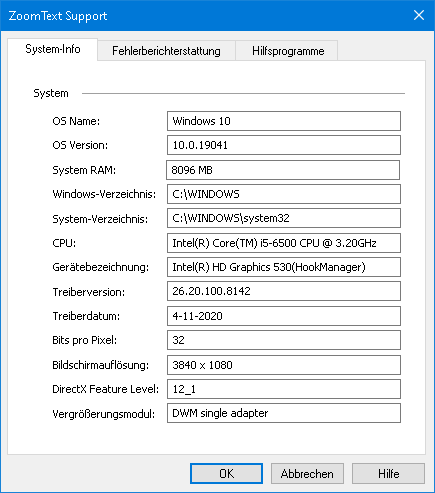 ZoomText Support
System-Info Fehlerberichterstattung Hilfsprogramme
System
OS Name: Windows 10
OS Version: 10.0.19041
System RAM: 8096 MB
Windows-Verzeichnis: C:\WINDOWS
System-Verzeichnis: C:\WINDOWS\system32
CPU: Intel(R) Core(TM) i5-6500 CPU @ 3.20GHz
Gerätebezeichnung: Intel(R) HD Graphics 530(HookManager)
Treiberversion: 26.20.100.8142
Treiberdatum: 4-11-2020
Bits pro Pixel: 32
Bildschirmauflösung: 3840 x 1080
DirectX Feature Level: 12_1
Vergrößerungsmodul: DWM single adapter
OK Abbrechen Hilfe